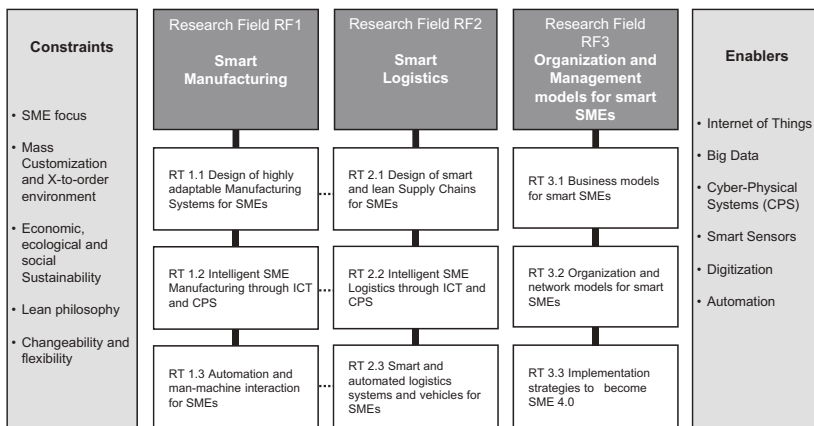 Constraints
• SME focus
• Mass
Customization
and X-to-order
environment
• Economic,
ecological and
social
Sustainability
• Lean philosophy
• Changeability and
flexibility
Research Field RF1
Smart
Manufacturing
RT 1.1 Design of highly
adaptable Manufacturing
Systems for SMEs
RT 1.2 Intelligent SME
Manufacturing through ICT
and CPS
RT 1.3 Automation and
man-machine interaction
for SMEs
Research Field RF2
Smart
Logistics
RT 2.1 Design of smart
and lean Supply Chains
for SMEs
RT 2.2 Intelligent SME
Logistics through ICT and
CPS
RT 2.3 Smart and
automated logistics
systems and vehicles for
SMEs
Research Field
RF3
Organization and
Management
models for smart
SMEs
RT 3.1 Business models
for smart SMEs
RT 3.2 Organization and
network models for smart
SMEs
RT 3.3 Implementation
strategies to become
SME 4.0
Enablers
• Internet of Things
• Big Data
• Cyber-Physical
Systems (CPS)
• Smart Sensors
• Digitization
• Automation